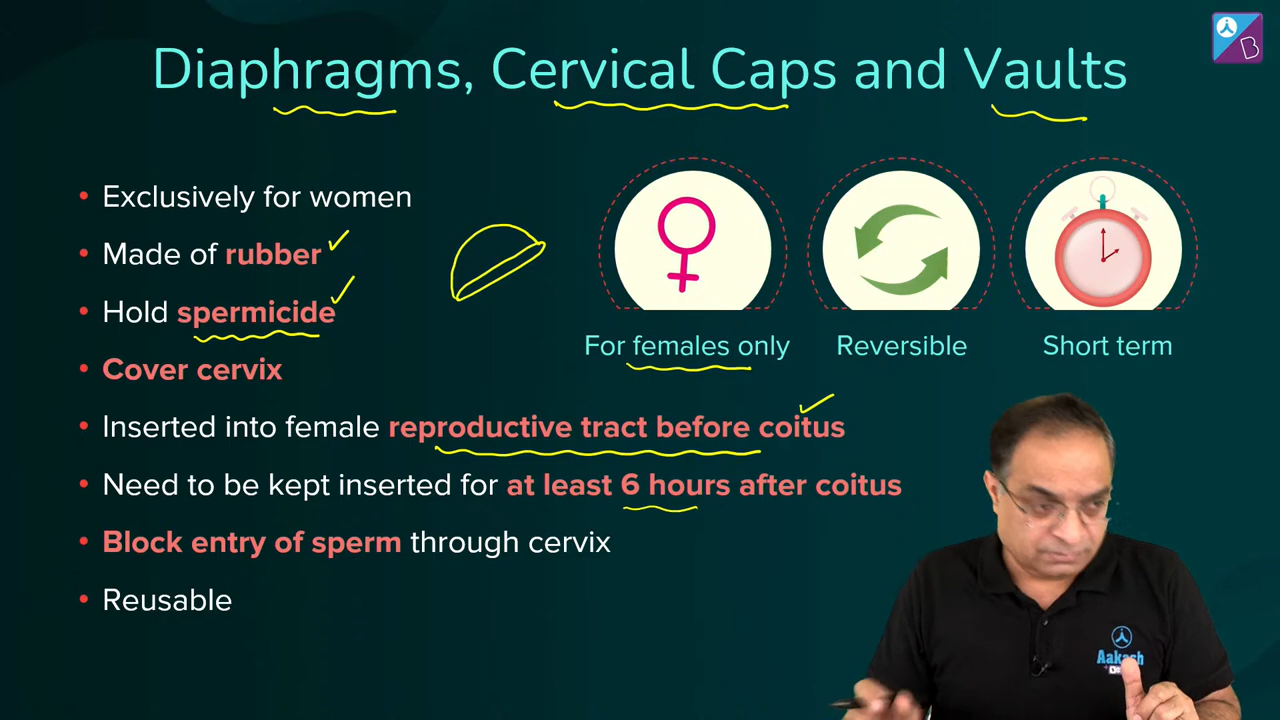 Diaphragms, Cervical Caps and Vaults
• Exclusively for women
• Made of rubber
• Hold spermicide
• Cover cervix
• Inserted into female reproductive tract before coitus
• Need to be kept inserted for at least 6 hours after coitus
• Block entry of sperm through cervix
• Reusable
For females only
Reversible
Short term
B
Aakash